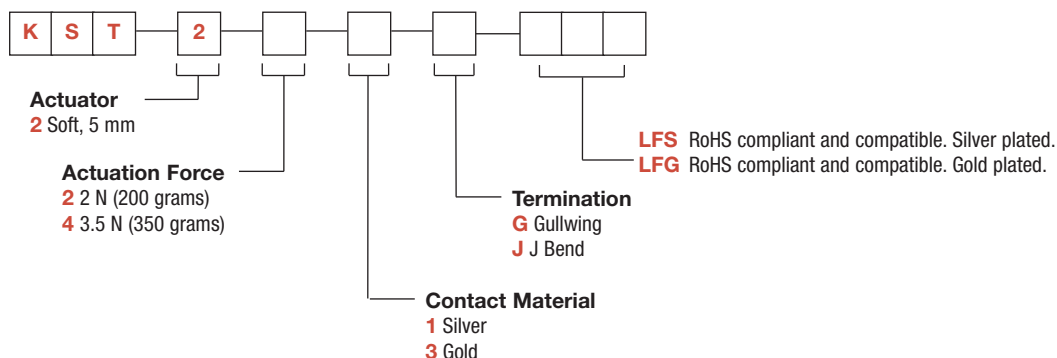 K S T 2
Actuator
2 Soft, 5 mm
Actuation Force
2 2 N (200 grams)
4 3.5 N (350 grams)
Contact Material
1 Silver
3 Gold
Termination
G Gullwing
J J Bend
LFS RoHS compliant and compatible. Silver plated.
LFG RoHS compliant and compatible. Gold plated.